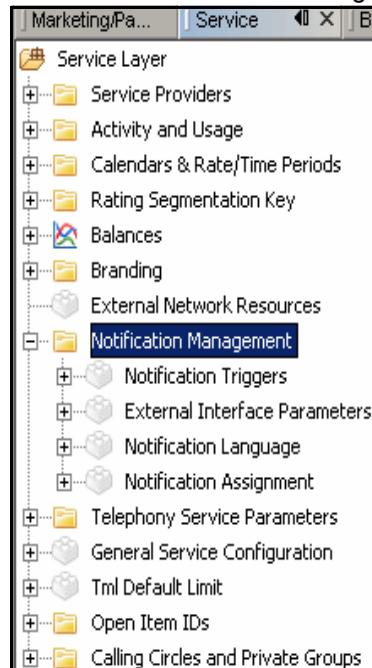 Marketing/Pa... Service B
Service Layer
Service Providers
Activity and Usage
Calendars & Rate/Time Periods
Rating Segmentation Key
Balances
Branding
External Network Resources
Notification Management
Notification Triggers
External Interface Parameters
Notification Language
Notification Assignment
Telephony Service Parameters
General Service Configuration
Tml Default Limit
Open Item IDs
Calling Circles and Private Groups